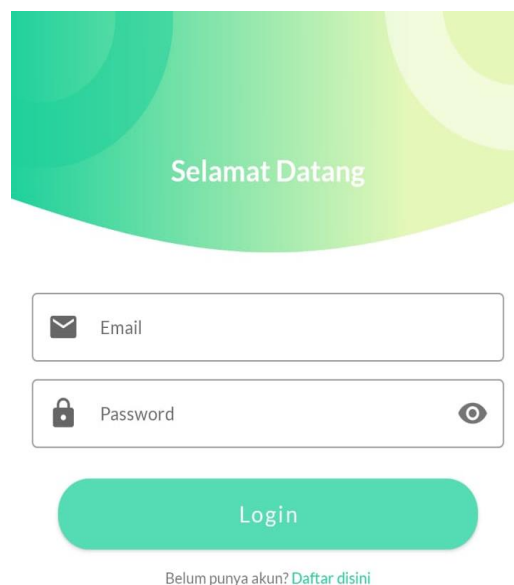 Selamat Datang
Email
Password
Login
Belum punya akun? Daftar disini